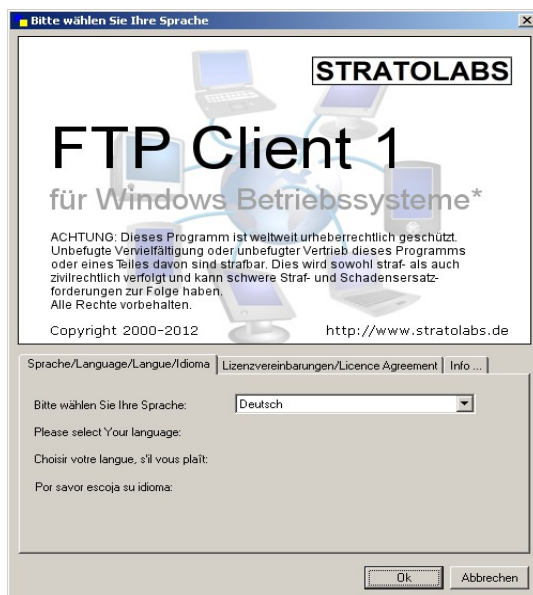 Bitte wählen Sie Ihre Sprache
STRATOLABS
FTP Client 1
für Windows Betriebssysteme*
ACHTUNG: Dieses Programm ist weltweit urheberrechtlich geschützt.
Unbefugte Vervielfältigung oder unbefugter Vertrieb dieses Programms
oder eines Teiles davon sind strafbar. Dies wird sowohl straf- als auch
zivilrechtlich verfolgt und kann schwere Straf- und Schadensersatz-
forderungen zur Folge haben.
Alle Rechte vorbehalten.
Copyright 2000-2012 http://www.stratolabs.de
Sprache/Language/Langue/Idioma Lizenzvereinbarungen/Licence Agreement Info ...
Bitte wählen Sie Ihre Sprache: Deutsch
Please select Your language:
Choisir votre langue, s'il vous plaît:
Por savor escoja su idioma:
Ok Abbrechen